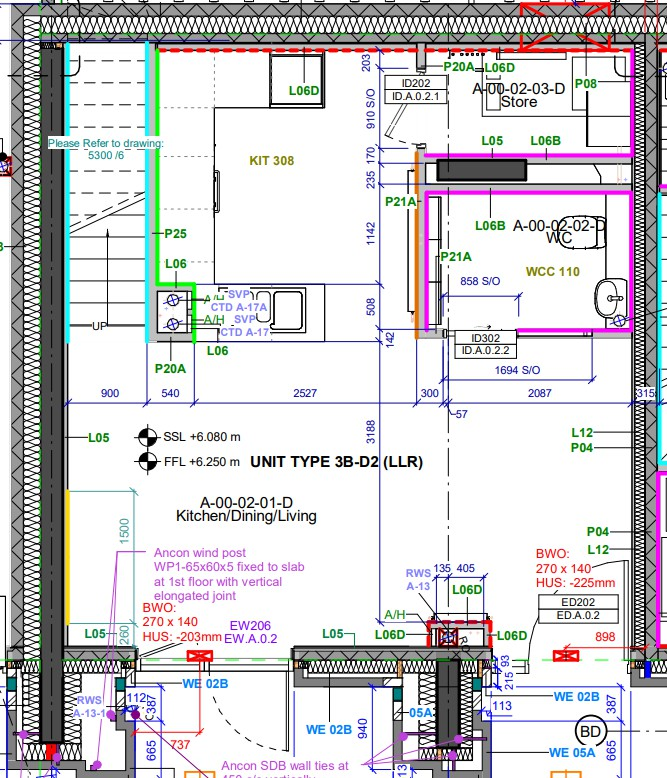 P20A
L06D
203
ID202
ID.A.0.2.1
A-00-02-03-D
Store
P08
L06D
910 S/O
Please Refer to drawing:
5300 /6
KIT 308
L05
L06B
170
235
P21A
P25
1142
L06B
A-00-02-02-D
WC
P21A
WCC 110
L06
858 S/O
SVP
CTD A-17A
A/H
SVP
CTD A-17
508
UP
L06
P20A
142
ID302
ID.A.0.2.2
1694 S/O
900
540
2527
300
2087
315
57
L05
SSL +6.080 m
FFL +6.250 m
UNIT TYPE 3B-D2 (LLR)
3188
L12
P04
A-00-02-01-D
Kitchen/Dining/Living
1500
P04
L12
Ancon wind post
WP1-65x60x5 fixed to slab
at 1st floor with vertical
elongated joint
BWO:
270 x 140
HUS: -225mm
135
405
RWS
A-13
L06D
ED202
ED.A.0.2
BWO:
270 x 140
HUS: -203mm
A/H
EW206
EW.A.0.2
260
L05
L05
L06D
L06D
898
93
215
WE 02B
WE 02B
RWS
A-13-1
112
387
WE 02B
940
05A
113
387
BD
737
665
665
WE 05A
Ancon SDB wall ties at